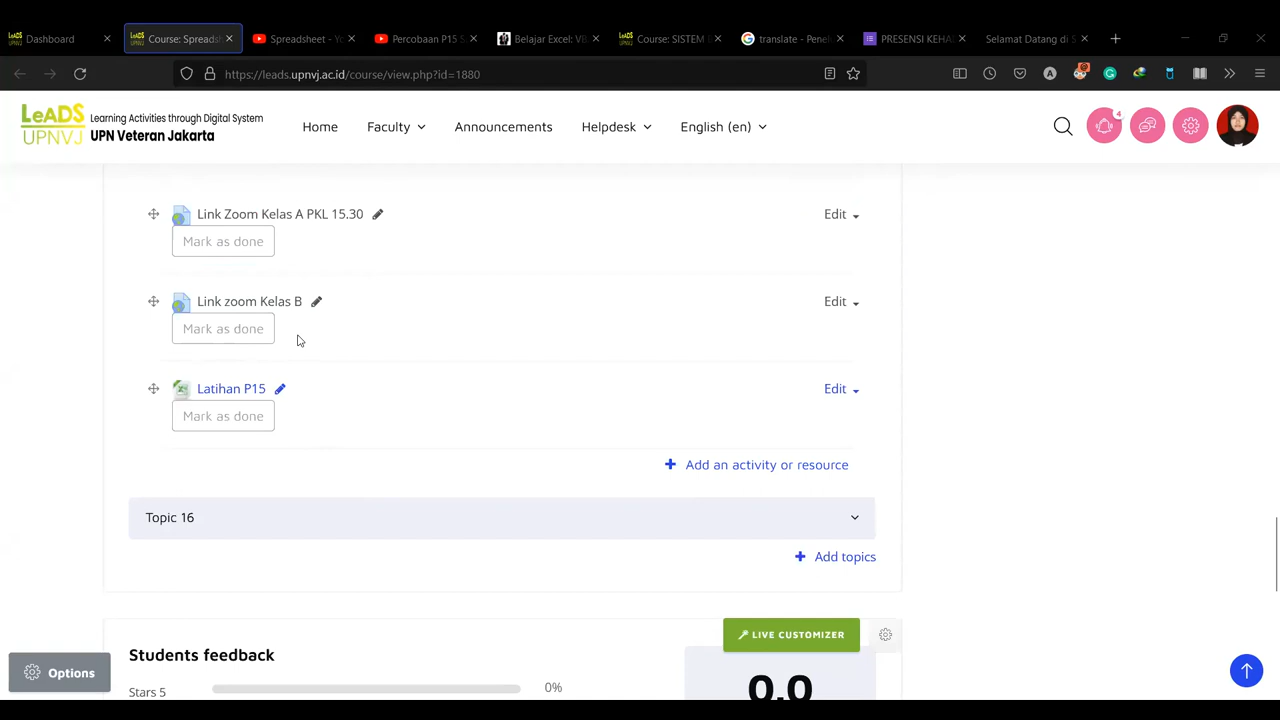 Dashboard
Course: Spreadsh
Spreadsheet - Yo
Percobaan P15 S
Belajar Excel: VB
Course: SISTEM B
translate - Penel
PRESENSI KEHA
Selamat Datang di S
https://leads.upnvj.ac.id/course/view.php?id=1880
LeADS
UPNVJ
Learning Activities through Digital System
UPN Veteran Jakarta
Home
Faculty
Announcements
Helpdesk
English (en)
4
Link Zoom Kelas A PKL 15.30
Edit
Mark as done
Link zoom Kelas B
Edit
Mark as done
Latihan P15
Edit
Mark as done
Add an activity or resource
Topic 16
Add topics
LIVE CUSTOMIZER
Students feedback
Options
Stars 5
0%
0.0